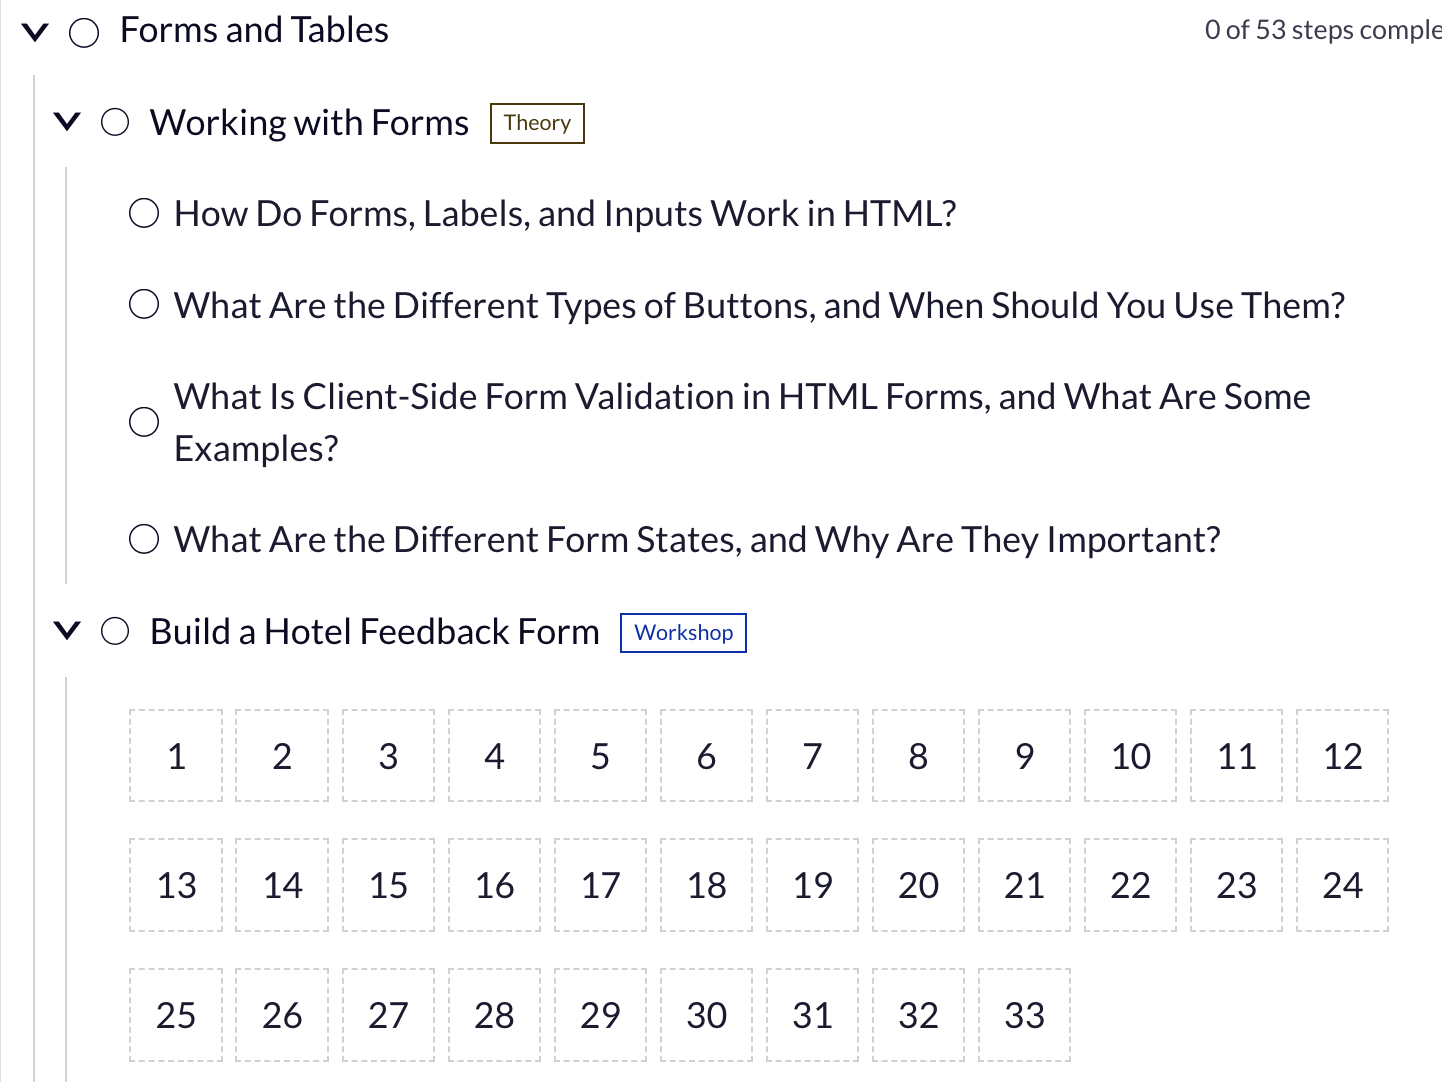 Forms and Tables
0 of 53 steps comple
Working with Forms
Theory
How Do Forms, Labels, and Inputs Work in HTML?
What Are the Different Types of Buttons, and When Should You Use Them?
What Is Client-Side Form Validation in HTML Forms, and What Are Some
Examples?
What Are the Different Form States, and Why Are They Important?
Build a Hotel Feedback Form
Workshop
1 2 3 4 5 6 7 8 9 10 11 12
13 14 15 16 17 18 19 20 21 22 23 24
25 26 27 28 29 30 31 32 33